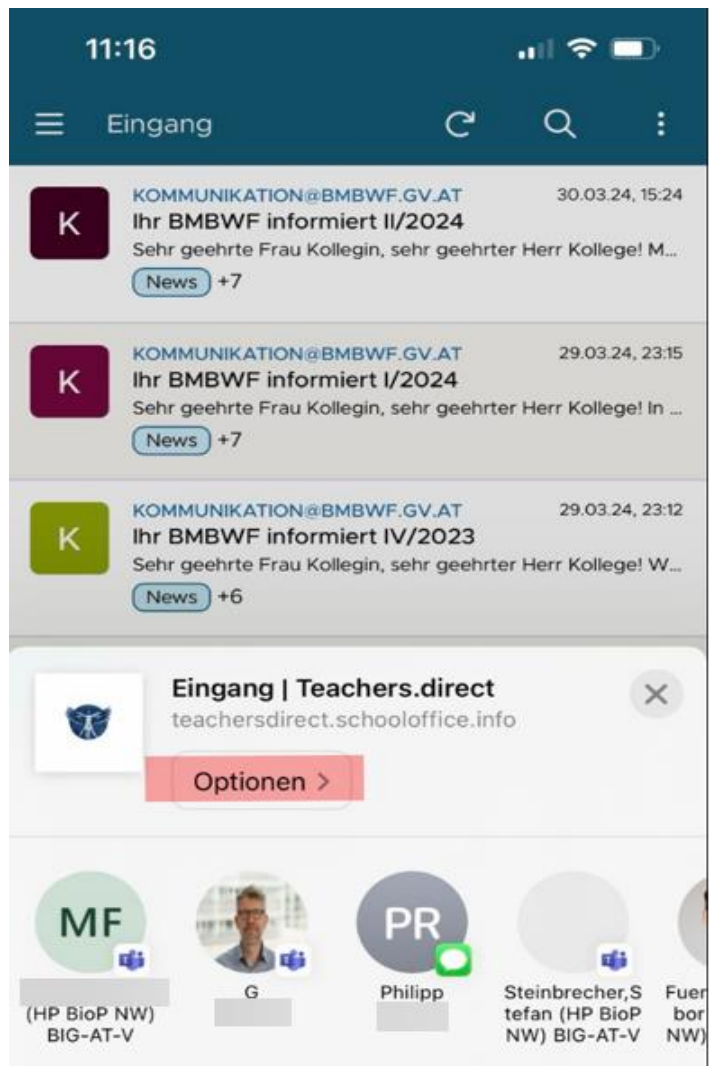 11:16
Eingang
KOMMUNIKATION@BMBWF.GV.AT 30.03.24, 15:24
K
Ihr BMBWF informiert II/2024
Sehr geehrte Frau Kollegin, sehr geehrter Herr Kollege! M...
News +7
KOMMUNIKATION@BMBWF.GV.AT 29.03.24, 23:15
K
Ihr BMBWF informiert I/2024
Sehr geehrte Frau Kollegin, sehr geehrter Herr Kollege! In ...
News +7
KOMMUNIKATION@BMBWF.GV.AT 29.03.24, 23:12
K
Ihr BMBWF informiert IV/2023
Sehr geehrte Frau Kollegin, sehr geehrter Herr Kollege! W...
News +6
Eingang | Teachers.direct
teachersdirect.schooloffice.info
Optionen >
MF
(HP BioP NW)
BIG-AT-V
G
PR
Philipp
Steinbrecher,S
tefan (HP BioP
NW) BIG-AT-V
Fuer
bor
NW)